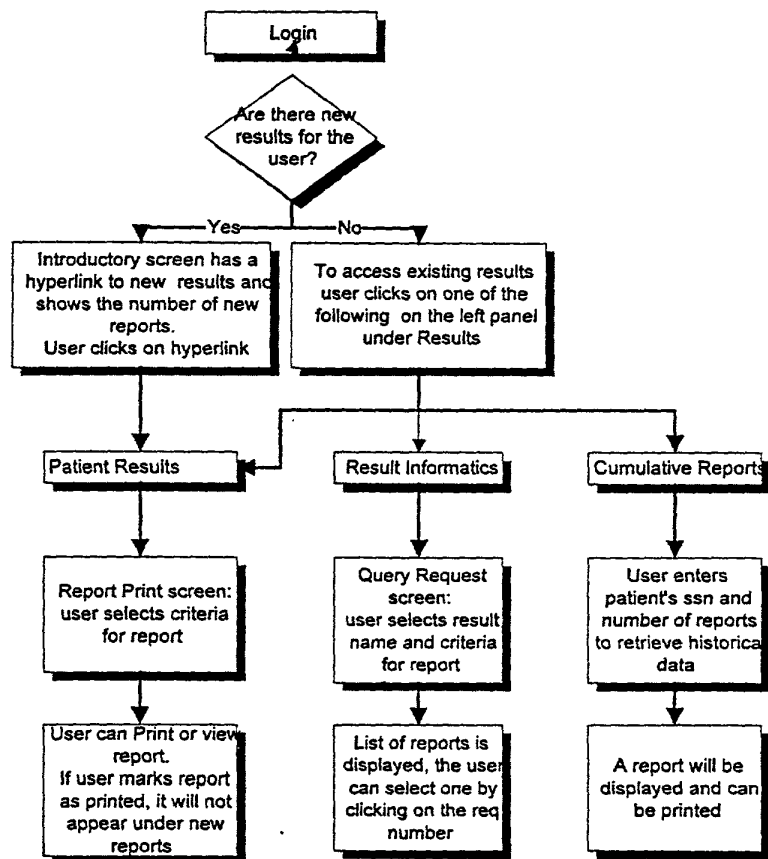 Login
Are there new
results for the
user?
Yes
No
Introductory screen has a
hyperlink to new results and
shows the number of new
reports.
User clicks on hyperlink
To access existing results
user clicks on one of the
following on the left panel
under Results
Patient Results
Result Informatics
Cumulative Reports
Report Print screen:
user selects criteria
for report
Query Request
screen:
user selects result
name and criteria
for report
User enters
patient's ssn and
number of reports
to retrieve historica
data
User can Print or view
report.
If user marks report
as printed, it will not
appear under new
reports
List of reports is
displayed, the user
can select one by
clicking on the req
number
A report will be
displayed and can
be printed